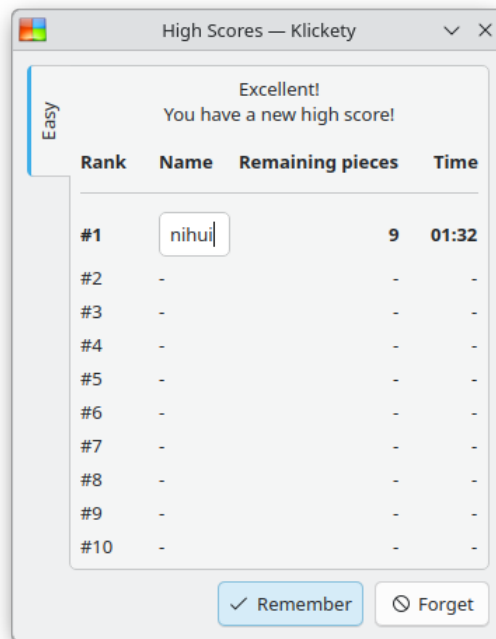 High Scores — Klickety
Easy
Excellent!
You have a new high score!
Rank Name Remaining pieces Time
#1 nihui 9 01:32
#2 - - -
#3 - - -
#4 - - -
#5 - - -
#6 - - -
#7 - - -
#8 - - -
#9 - - -
#10 - - -
Remember Forget